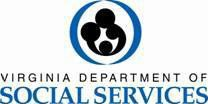 VIRGINIA DEPARTMENT OF
SOCIAL SERVICES